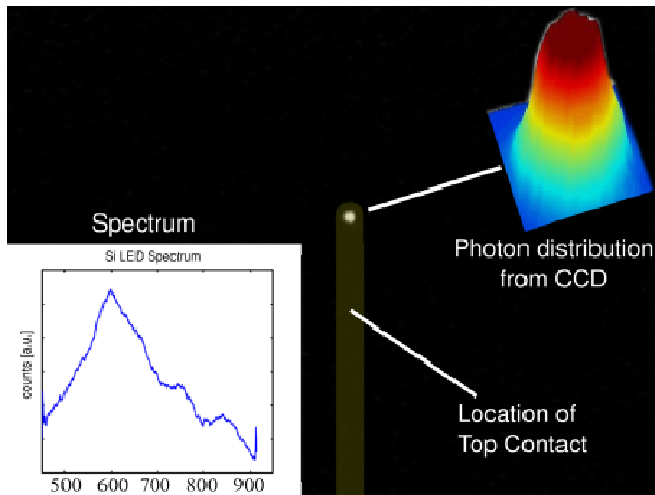 Photon distribution
from CCD
Spectrum
Si LED Spectrum
counts [a.u.]
500 600 700 800 900
Location of
Top Contact